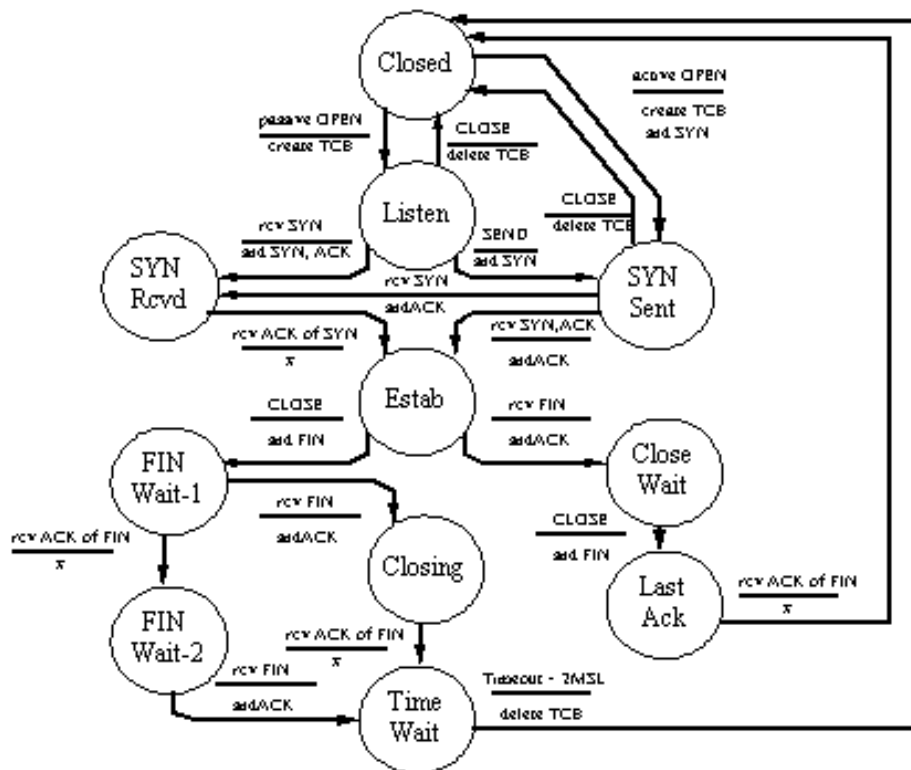 Closed
active OPEN
create TCB
snd SYN
passive OPEN
create TCB
CLOSE
delete TCB
Listen
CLOSE
delete TCB
rcv SYN
snd SYN, ACK
SEND
snd SYN
SYN
Rcvd
rcv SYN
snd ACK
SYN
Sent
rcv ACK of SYN
x
rcv SYN,ACK
snd ACK
Estab
CLOSE
snd FIN
rcv FIN
snd ACK
FIN
Wait-1
Close
Wait
rcv FIN
snd ACK
CLOSE
snd FIN
rcv ACK of FIN
x
Closing
Last
Ack
rcv ACK of FIN
x
FIN
Wait-2
rcv ACK of FIN
x
rcv FIN
snd ACK
Time
Wait
Timeout - 2MSL
delete TCB